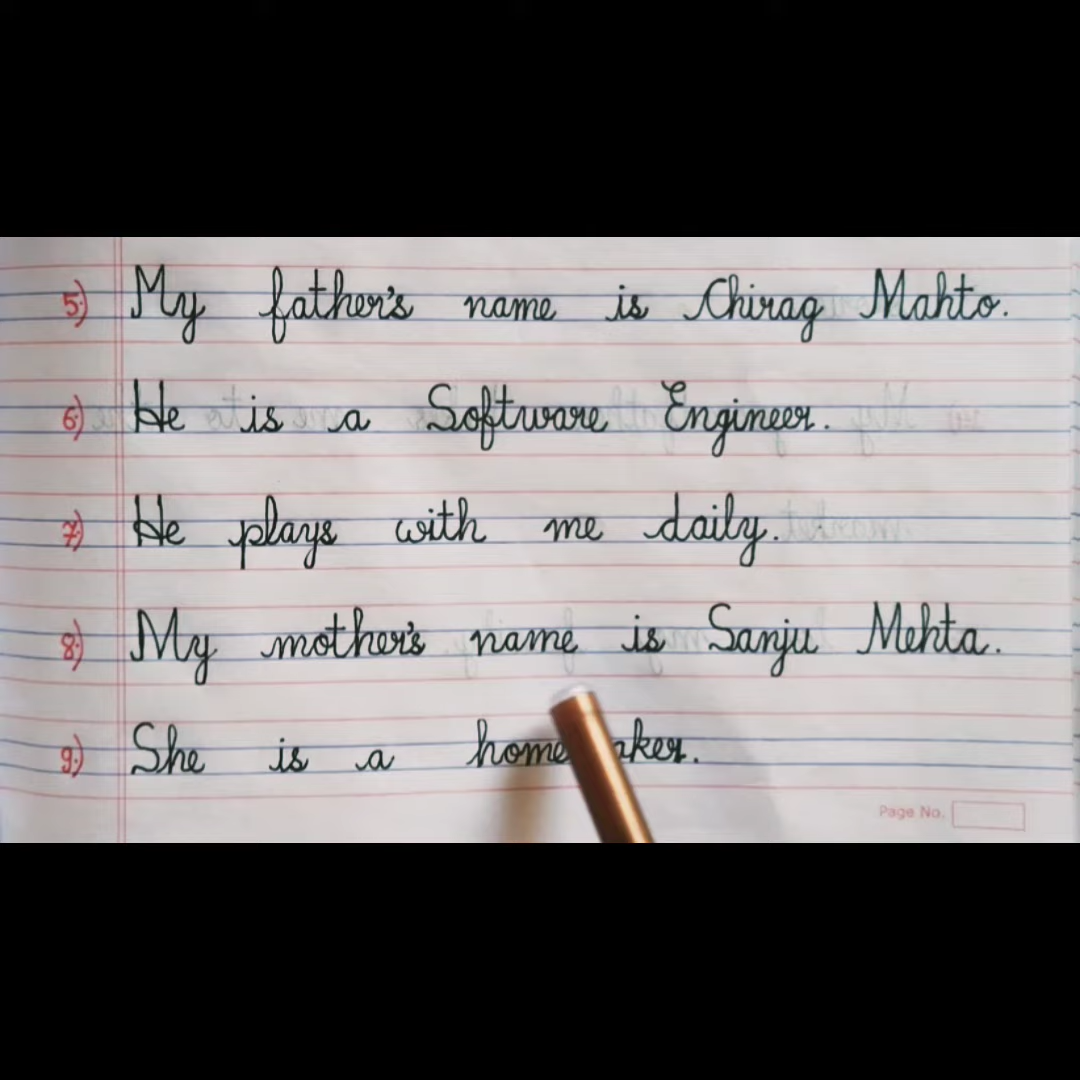 5) My father's name is Chirag Mahto.
6) He is a Software Engineer.
7) He plays with me daily.
8) My mother's name is Sanju Mehta.
9) She is a
Page No.